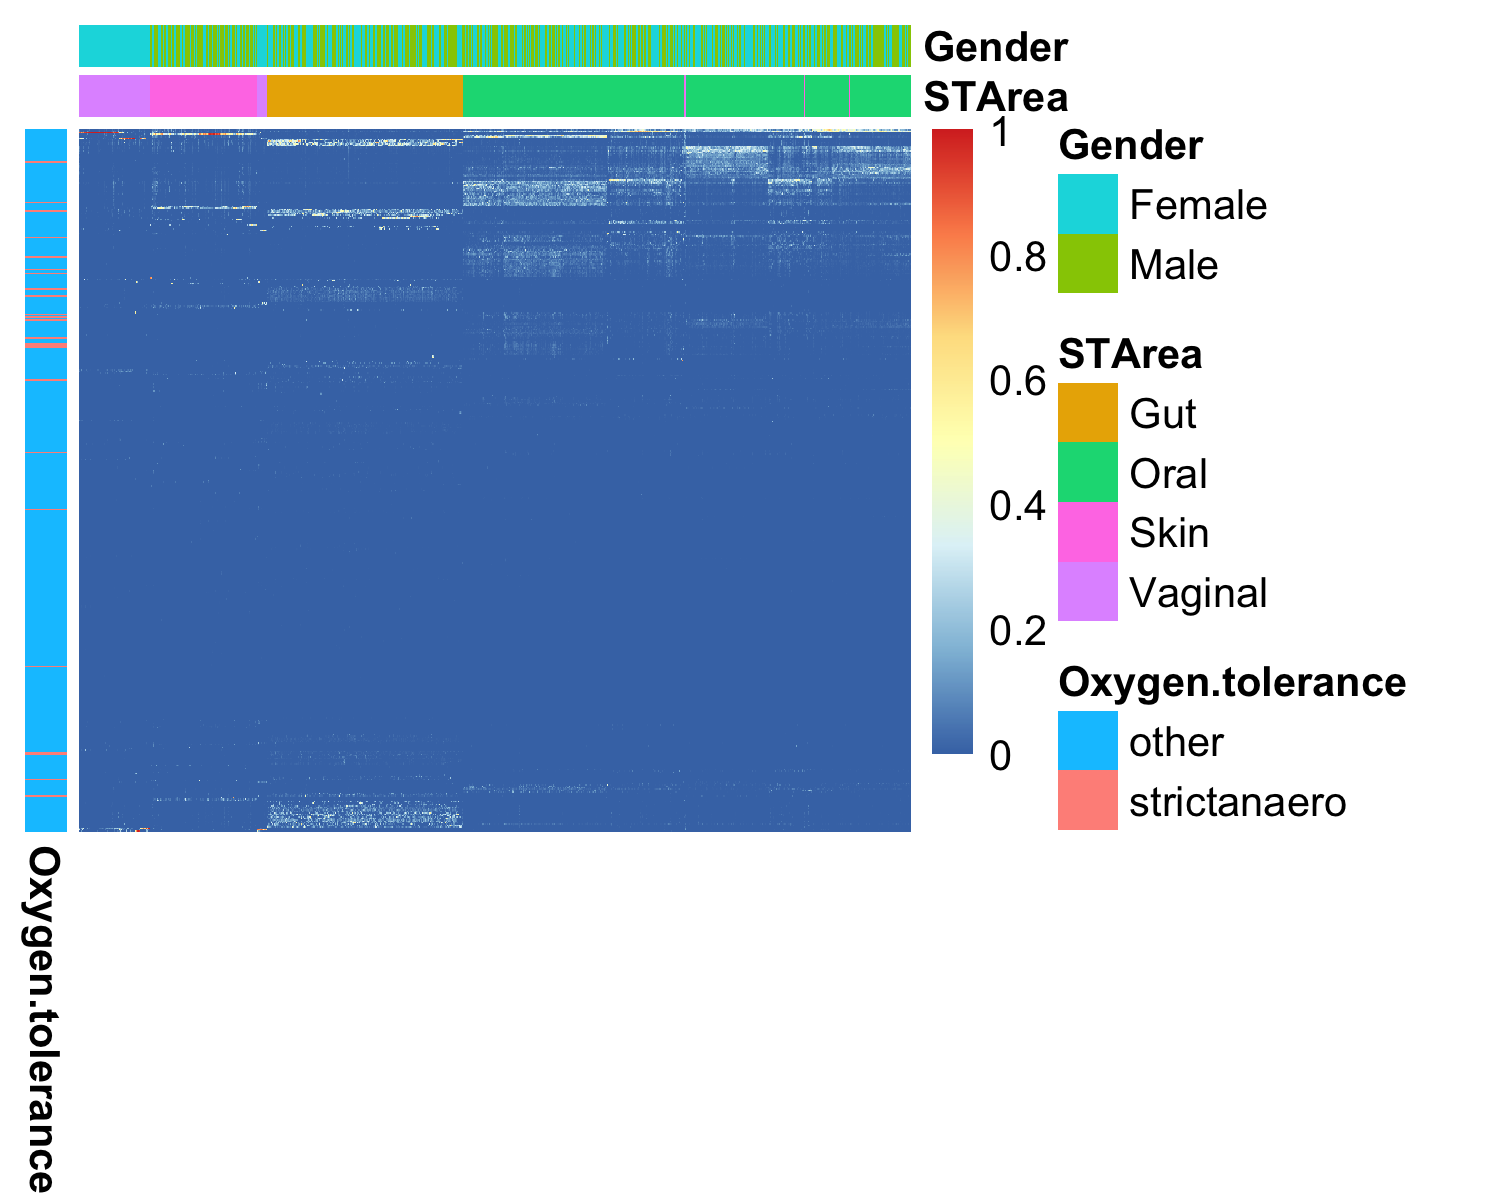 Gender
STArea
1
0.8
0.6
0.4
0.2
0
Gender
Female
Male
STArea
Gut
Oral
Skin
Vaginal
Oxygen.tolerance
other
strictanaero
Oxygen.tolerance